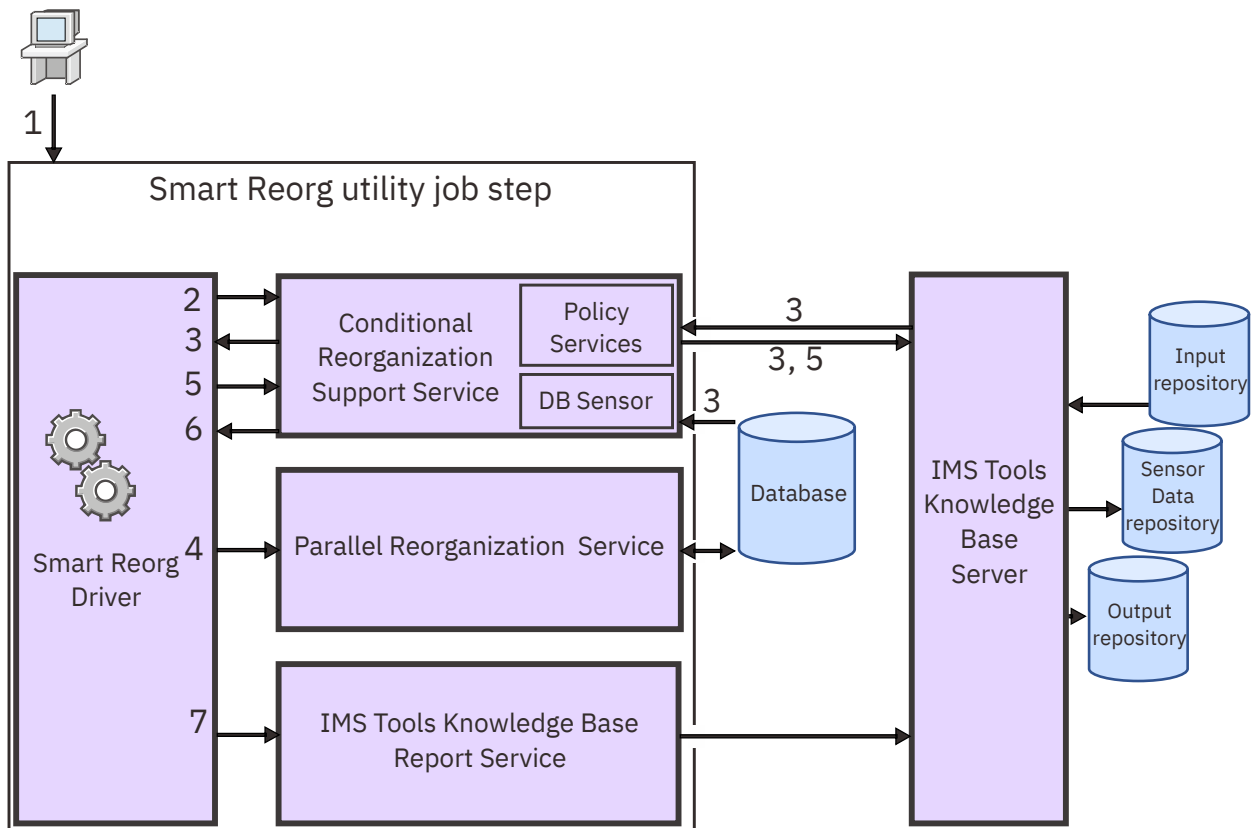 1
Smart Reorg utility job step
2
3
5
6
4
7
Smart Reorg
Driver
Conditional
Reorganization
Support Service
Policy
Services
DB Sensor
Parallel Reorganization Service
IMS Tools Knowledge Base
Report Service
3
3, 5
3
Database
IMS Tools
Knowledge
Base
Server
Input
repository
Sensor
Data
repository
Output
repository